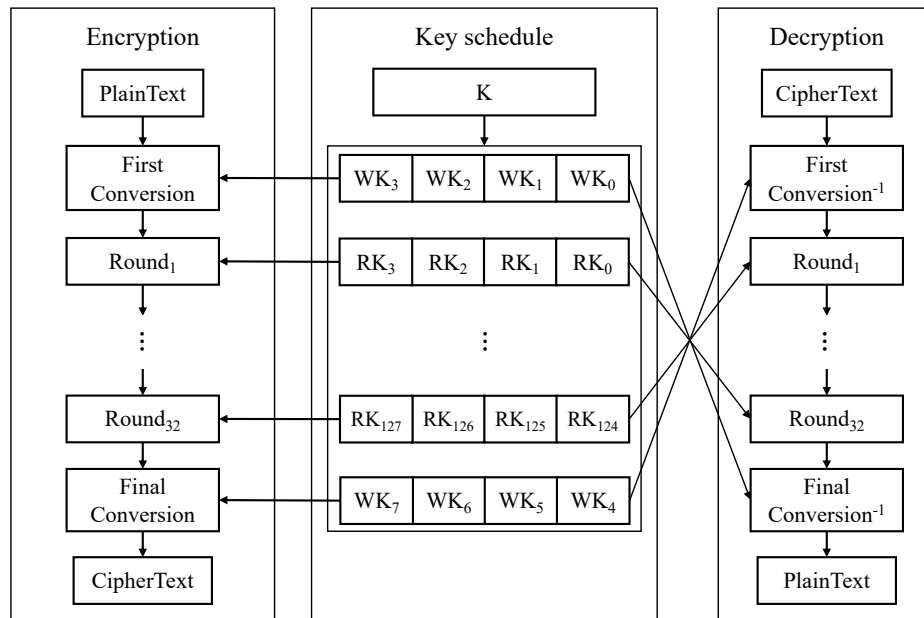 Encryption
PlainText
First
Conversion
Round₁
⋮
Round₃₂
Final
Conversion
CipherText
Key schedule
K
WK₃ WK₂ WK₁ WK₀
RK₃ RK₂ RK₁ RK₀
⋮
RK₁₂₇ RK₁₂₆ RK₁₂₅ RK₁₂₄
WK₇ WK₆ WK₅ WK₄
Decryption
CipherText
First
Conversion⁻¹
Round₁
⋮
Round₃₂
Final
Conversion⁻¹
PlainText